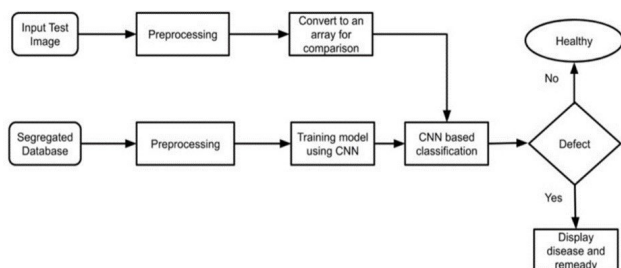 Input Test
Image
Preprocessing
Convert to an
array for
comparison
Healthy
No
Segregated
Database
Preprocessing
Training model
using CNN
CNN based
classification
Defect
Yes
Display
disease and
remeady